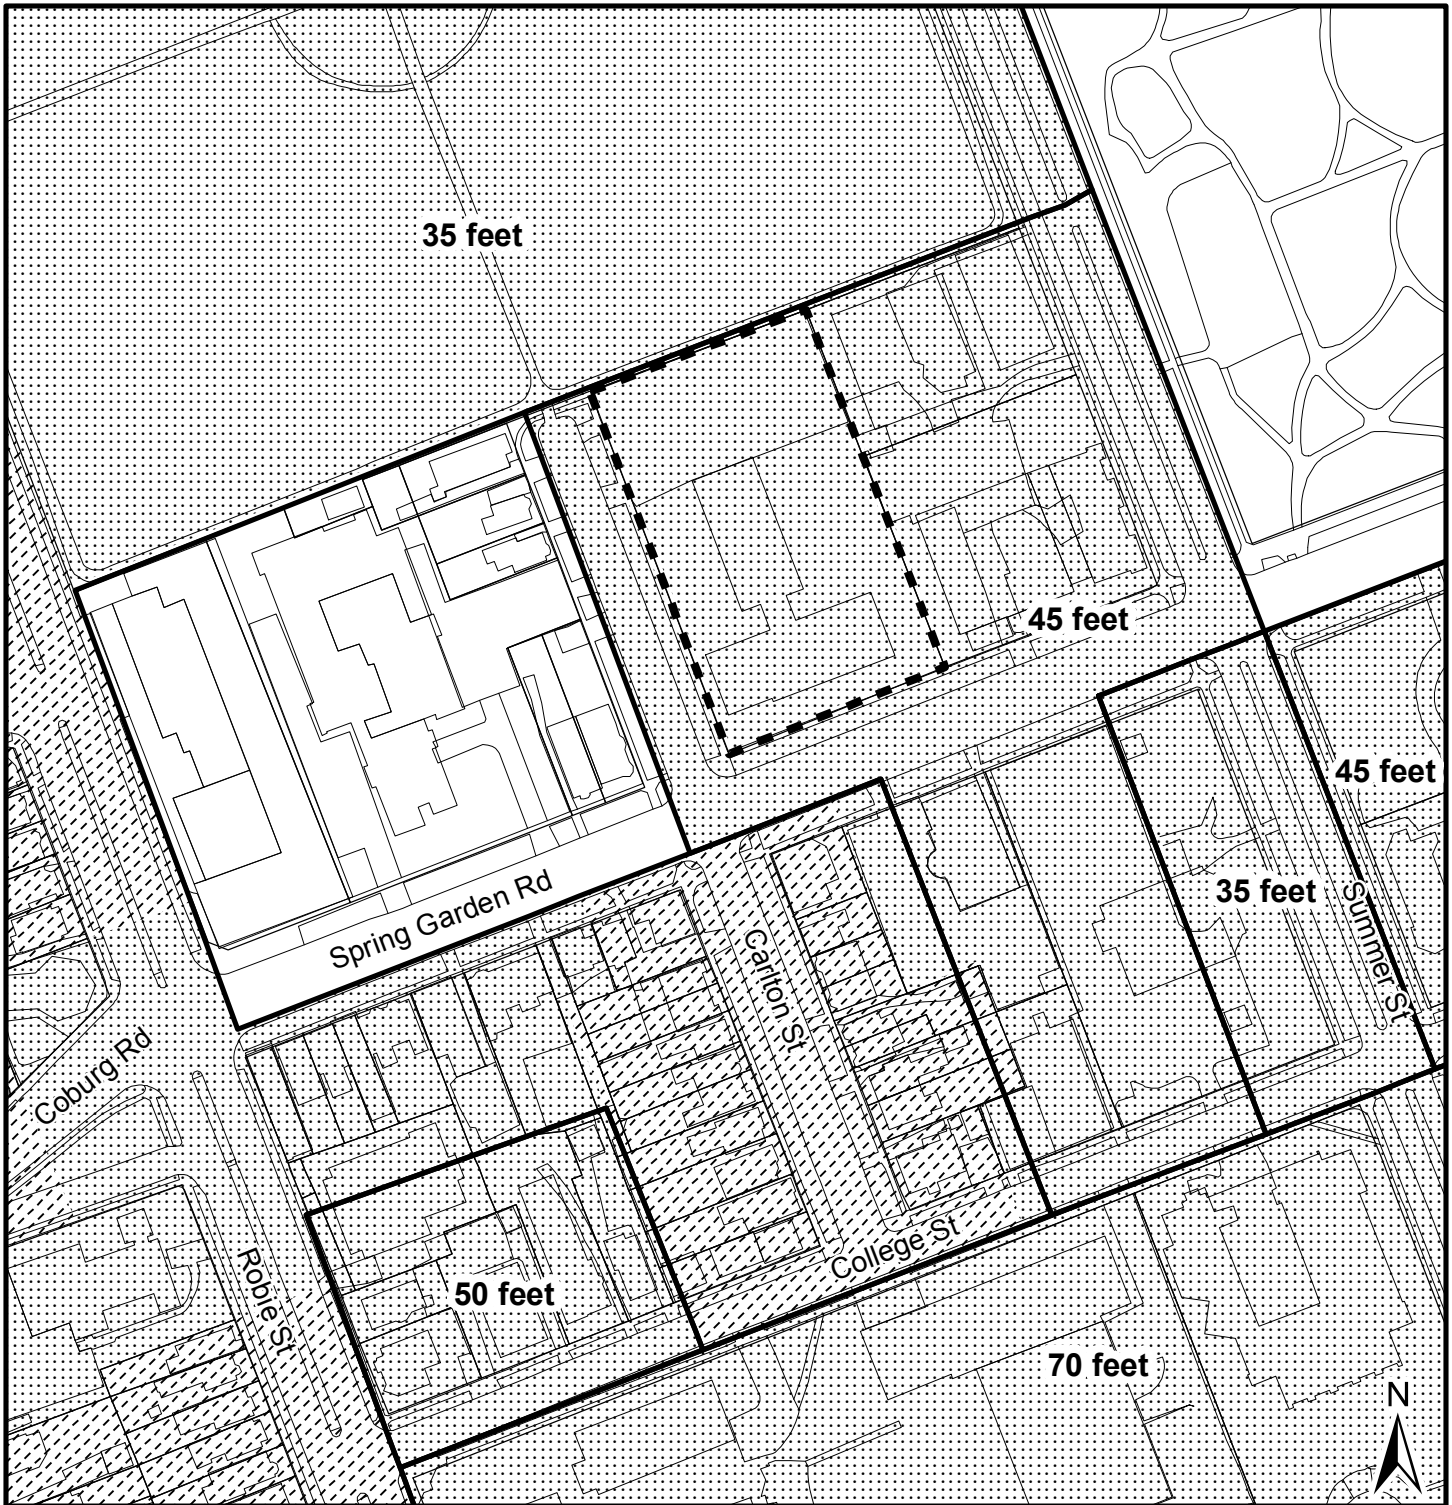 35 feet
45 feet
45 feet
35 feet
Summer St
Spring Garden Rd
Carlton St
Coburg Rd
College St
Robie St
50 feet
70 feet
N